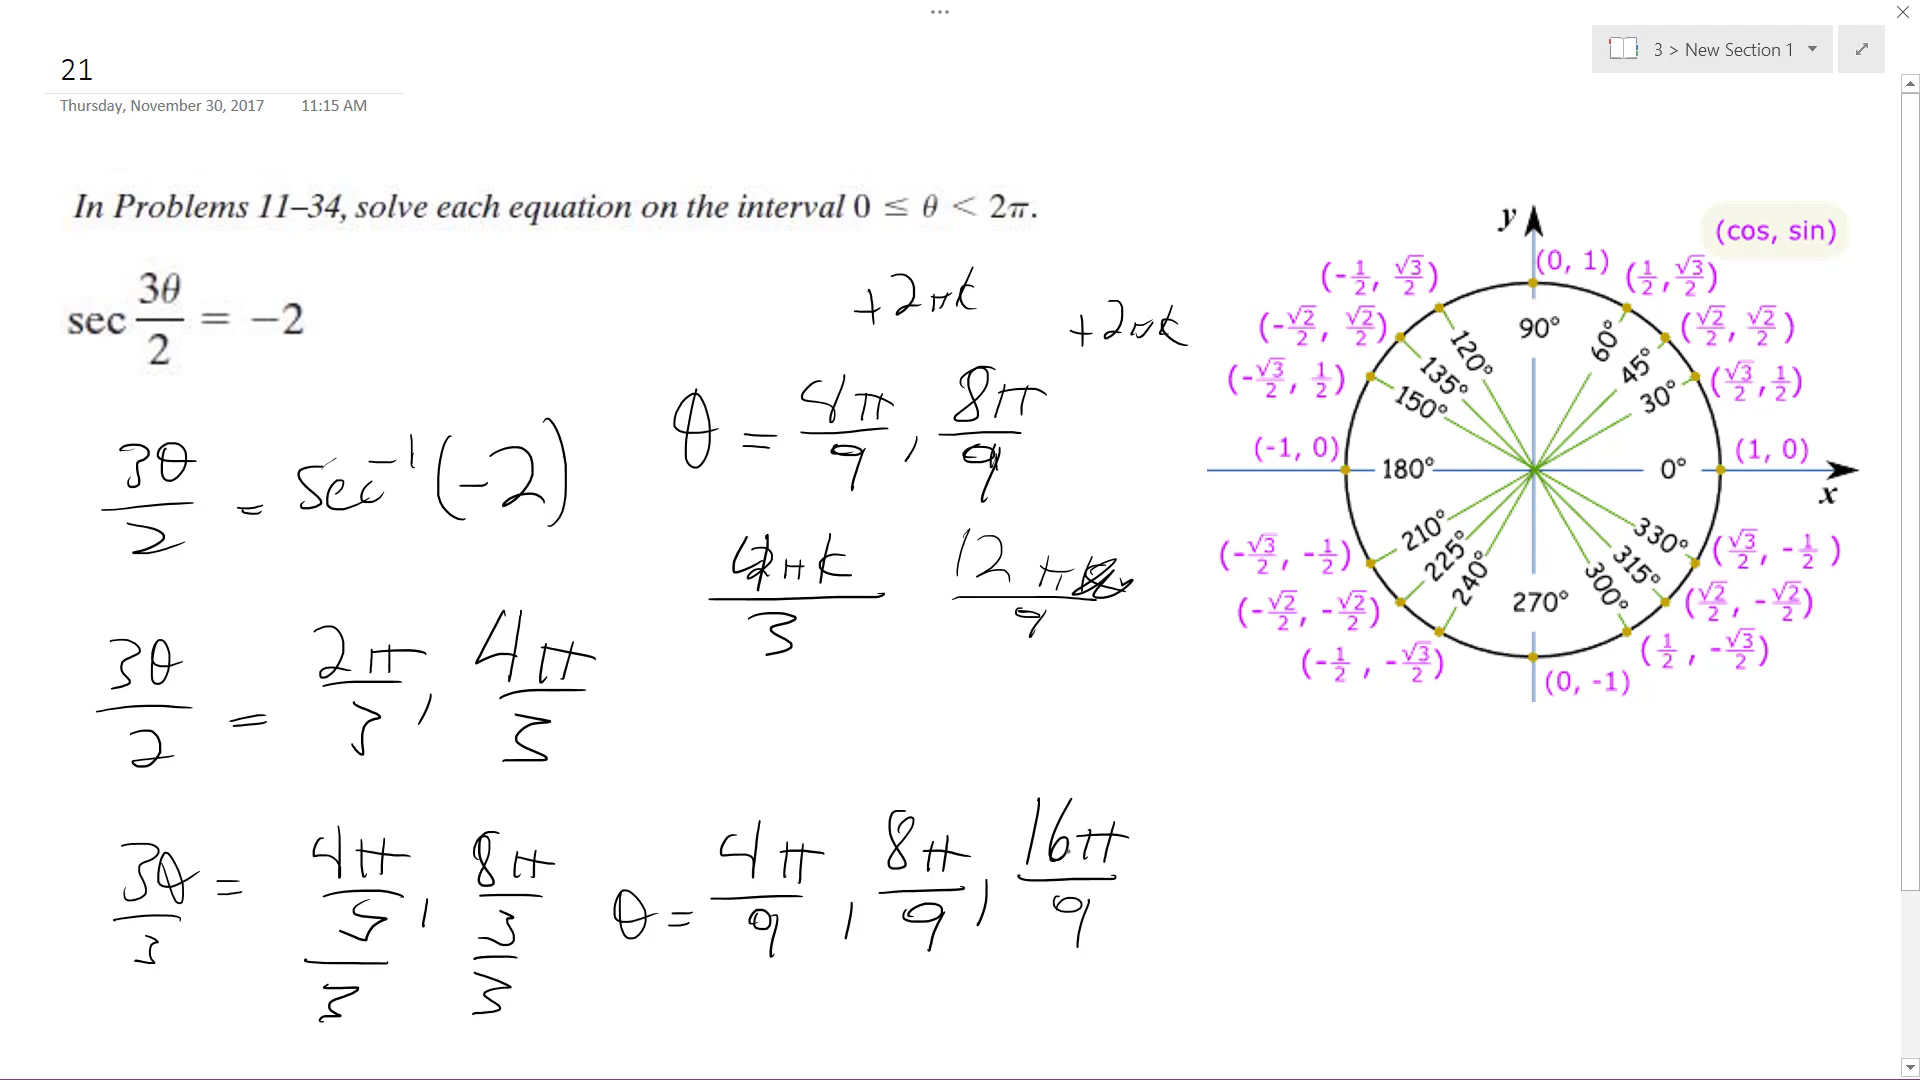 3 > New Section 1
21
Thursday, November 30, 2017 11:15 AM
In Problems 11–34, solve each equation on the interval 0 ≤ θ < 2π.
sec 3θ/2 = −2
+2πk
+2πk
θ = 4π/9, 8π/9
3θ/2 = sec⁻¹(−2)
4πk/3 12π/9
3θ/2 = 2π/3, 4π/3
3θ/3 = 4π/3/3, 8π/3/3
θ = 4π/9, 8π/9, 16π/9
y
(cos, sin)
(0, 1)
(-1/2, √3/2) (1/2, √3/2)
(-√2/2, √2/2) (√2/2, √2/2)
(-√3/2, 1/2) (√3/2, 1/2)
120° 90° 60°
135° 45°
150° 30°
(-1, 0) 180° 0° (1, 0)
x
210° 330°
225° 315°
240° 270° 300°
(-√3/2, -1/2) (√3/2, -1/2)
(-√2/2, -√2/2) (√2/2, -√2/2)
(-1/2, -√3/2) (1/2, -√3/2)
(0, -1)